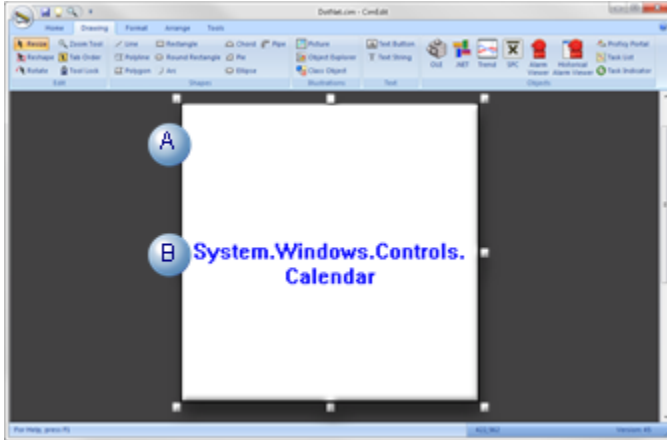 DotNet.cim - CimEdit
Home Drawing Format Arrange Tools
Resize Zoom Tool Line Rectangle Chord Pipe Picture Text Button Proficy Portal
Reshape Tab Order Polyline Round Rectangle Pie Object Explorer Text String OLE .NET Trend SPC Alarm Historical Task List
Rotate Tool Lock Polygon Arc Ellipse Class Object Viewer Alarm Viewer Task Indicator
Edit Shapes Illustrations Text Objects
A
B
System.Windows.Controls.
Calendar
For Help, press F1